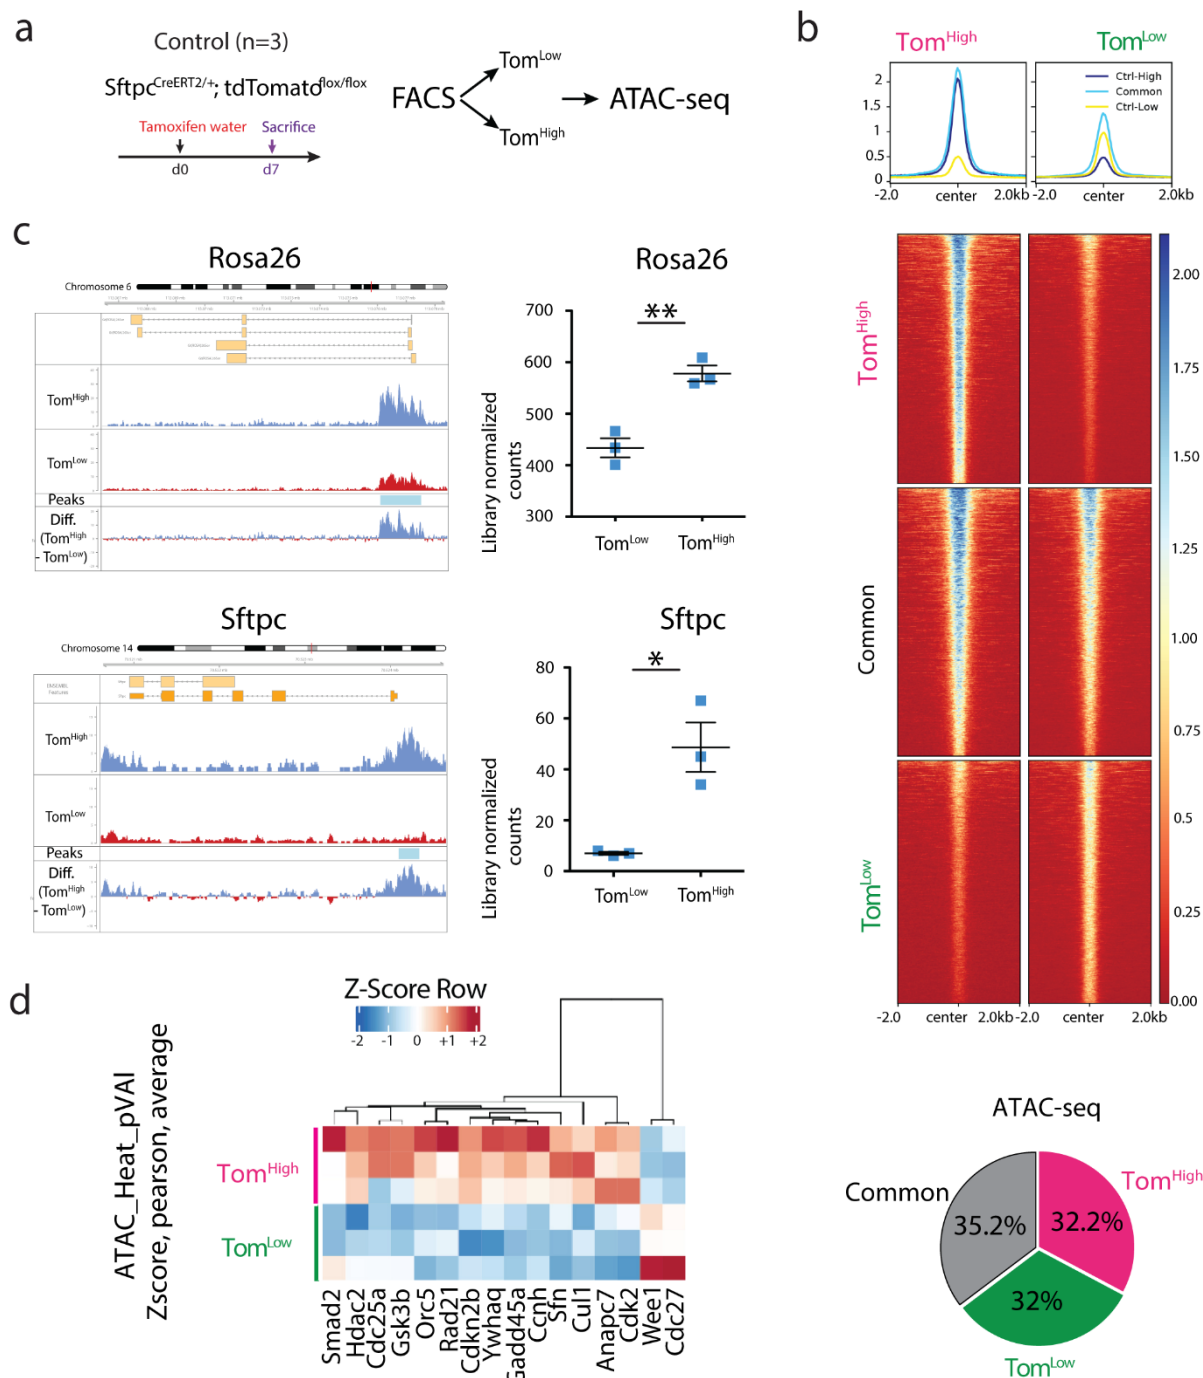 a
Control (n=3)
Sftpc^CreERT2/+; tdTomato^flox/flox
Tamoxifen water
Sacrifice
d0
d7
FACS
Tom^Low
Tom^High
ATAC-seq
b
Tom^High
Tom^Low
2
1.5
1
0.5
0
Ctrl-High
Common
Ctrl-Low
-2.0
center
2.0kb
-2.0
center
2.0kb
Tom^High
Common
Tom^Low
2.00
1.75
1.50
1.25
1.00
0.75
0.5
0.25
0.00
-2.0
center
2.0kb
-2.0
center
2.0kb
ATAC-seq
Common
35.2%
Tom^High
32.2%
32%
Tom^Low
c
Rosa26
Chromosome 6
Tom^High
Tom^Low
Peaks
Diff.
(Tom^High
- Tom^Low)
Rosa26
Library normalized
counts
700
600
500
400
300
**
Tom^Low
Tom^High
Sftpc
Chromosome 14
Tom^High
Tom^Low
Peaks
Diff.
(Tom^High
- Tom^Low)
Sftpc
Library normalized
counts
80
60
40
20
0
*
Tom^Low
Tom^High
d
ATAC_Heat_pVAl
Zscore, pearson, average
Z-Score Row
-2
-1
0
+1
+2
Tom^High
Tom^Low
Smad2
Hdac2
Cdc25a
Gsk3b
Orc5
Rad21
Cdkn2b
Ywhaq
Gadd45a
Ccnh
Sfn
Cul1
Anapc7
Cdk2
Wee1
Cdc27